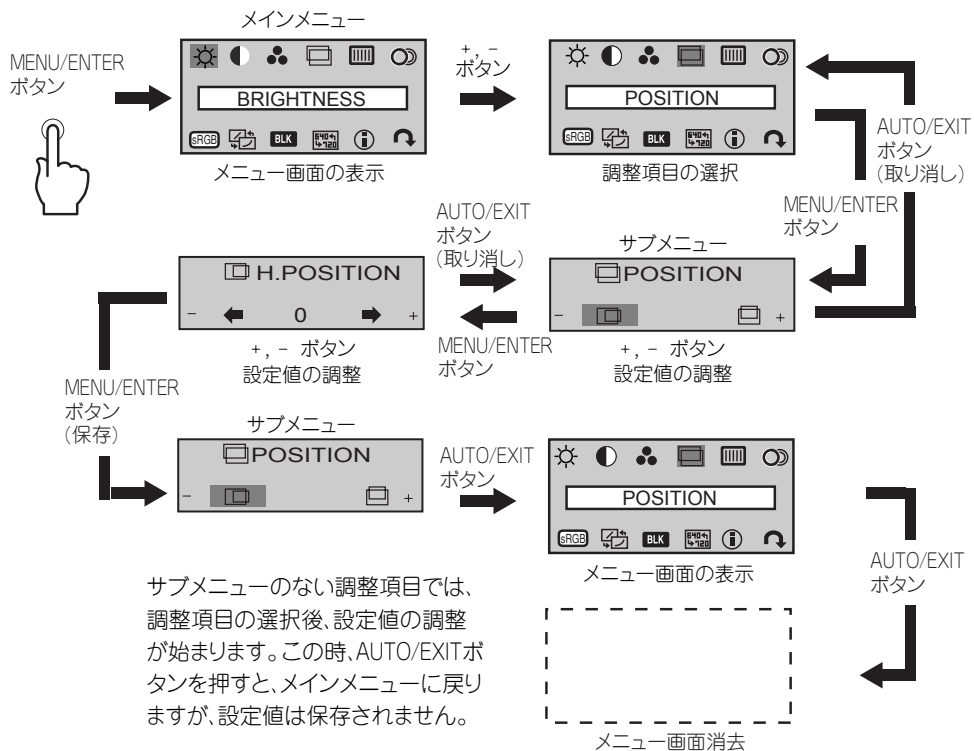 メインメニュー
MENU/ENTER
ボタン
BRIGHTNESS
sRGB
BLK
640
720
メニュー画面の表示
+, −
ボタン
POSITION
sRGB
BLK
640
720
調整項目の選択
AUTO/EXIT
ボタン
(取り消し)
MENU/ENTER
ボタン
サブメニュー
POSITION
− +
+, − ボタン
設定値の調整
AUTO/EXIT
ボタン
(取り消し)
MENU/ENTER
ボタン
H.POSITION
− 0 +
+, − ボタン
設定値の調整
MENU/ENTER
ボタン
(保存)
サブメニュー
POSITION
− +
AUTO/EXIT
ボタン
POSITION
sRGB
BLK
640
720
メニュー画面の表示
AUTO/EXIT
ボタン
メニュー画面消去
サブメニューのない調整項目では、
調整項目の選択後、設定値の調整
が始まります。この時、AUTO/EXITボ
タンを押すと、メインメニューに戻り
ますが、設定値は保存されません。